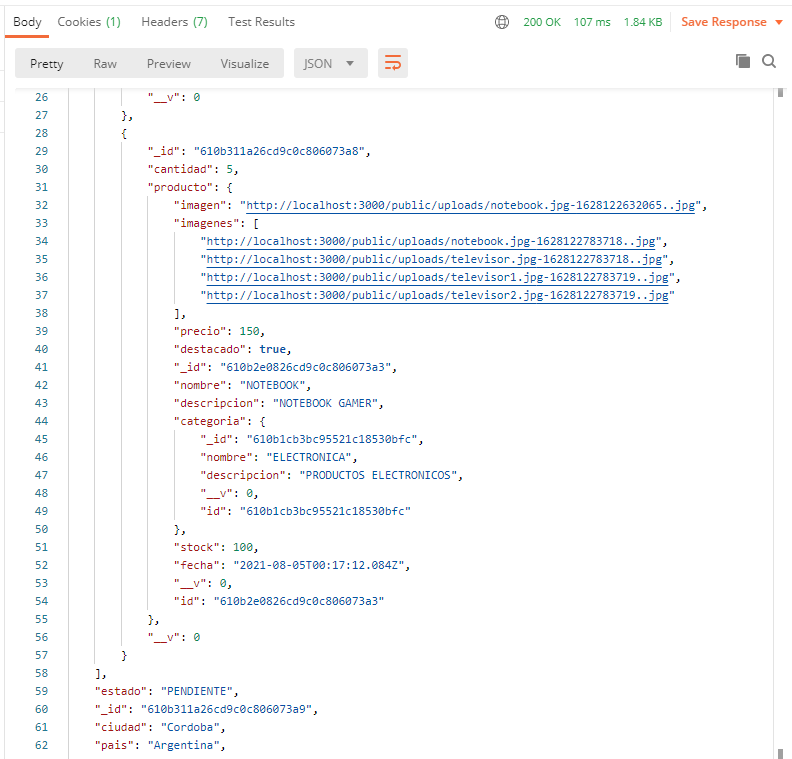 Body Cookies (1) Headers (7) Test Results 200 OK 107 ms 1.84 KB Save Response
Pretty Raw Preview Visualize JSON
26 "__v": 0
27 },
28 {
29 "_id": "610b311a26cd9c0c806073a8",
30 "cantidad": 5,
31 "producto": {
32 "imagen": "http://localhost:3000/public/uploads/notebook.jpg-1628122632065..jpg",
33 "imagenes": [
34 "http://localhost:3000/public/uploads/notebook.jpg-1628122783718..jpg",
35 "http://localhost:3000/public/uploads/televisor.jpg-1628122783718..jpg",
36 "http://localhost:3000/public/uploads/televisor1.jpg-1628122783719..jpg",
37 "http://localhost:3000/public/uploads/televisor2.jpg-1628122783719..jpg"
38 ],
39 "precio": 150,
40 "destacado": true,
41 "_id": "610b2e0826cd9c0c806073a3",
42 "nombre": "NOTEBOOK",
43 "descripcion": "NOTEBOOK GAMER",
44 "categoria": {
45 "_id": "610b1cb3bc95521c18530bfc",
46 "nombre": "ELECTRONICA",
47 "descripcion": "PRODUCTOS ELECTRONICOS",
48 "__v": 0,
49 "id": "610b1cb3bc95521c18530bfc"
50 },
51 "stock": 100,
52 "fecha": "2021-08-05T00:17:12.084Z",
53 "__v": 0,
54 "id": "610b2e0826cd9c0c806073a3"
55 },
56 "__v": 0
57 }
58 ],
59 "estado": "PENDIENTE",
60 "_id": "610b311a26cd9c0c806073a9",
61 "ciudad": "Cordoba",
62 "pais": "Argentina",